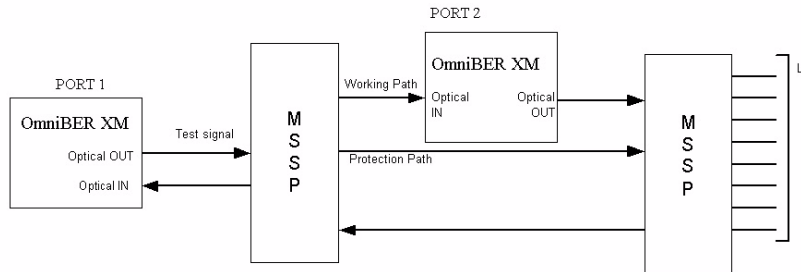 PORT 2
PORT 1
OmniBER XM
Optical OUT
Optical IN
Test signal
M
S
S
P
Working Path
Protection Path
OmniBER XM
Optical
IN
Optical
OUT
M
S
S
P
L